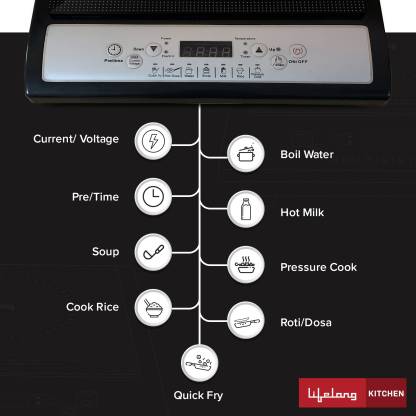 Power
Temperature
Pre/time
Down
Up
ON/OFF
Timer
Current/ Voltage
Boil Water
Pre/Time
Hot Milk
Soup
Pressure Cook
Cook Rice
Roti/Dosa
Quick Fry
Lifelong KITCHEN